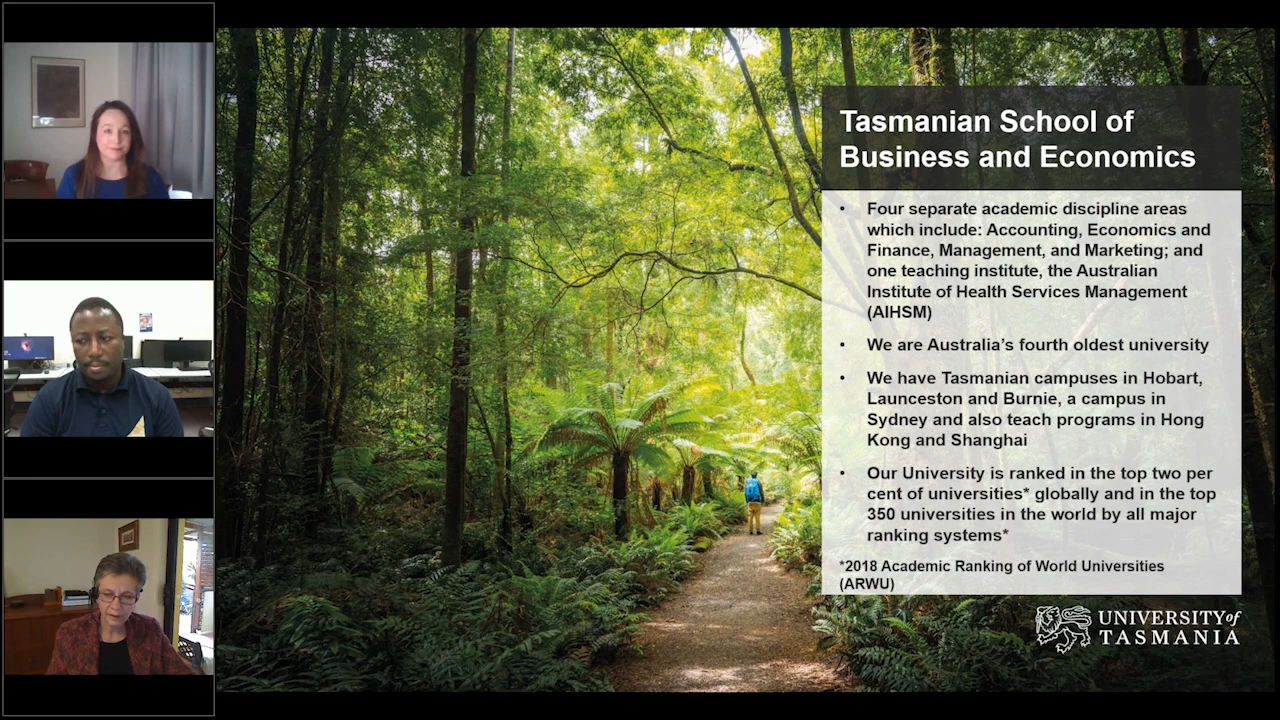 Tasmanian School of
Business and Economics
• Four separate academic discipline areas
which include: Accounting, Economics and
Finance, Management, and Marketing; and
one teaching institute, the Australian
Institute of Health Services Management
(AIHSM)
• We are Australia’s fourth oldest university
• We have Tasmanian campuses in Hobart,
Launceston and Burnie, a campus in
Sydney and also teach programs in Hong
Kong and Shanghai
• Our University is ranked in the top two per
cent of universities* globally and in the top
350 universities in the world by all major
ranking systems*
*2018 Academic Ranking of World Universities
(ARWU)
UNIVERSITY of
TASMANIA